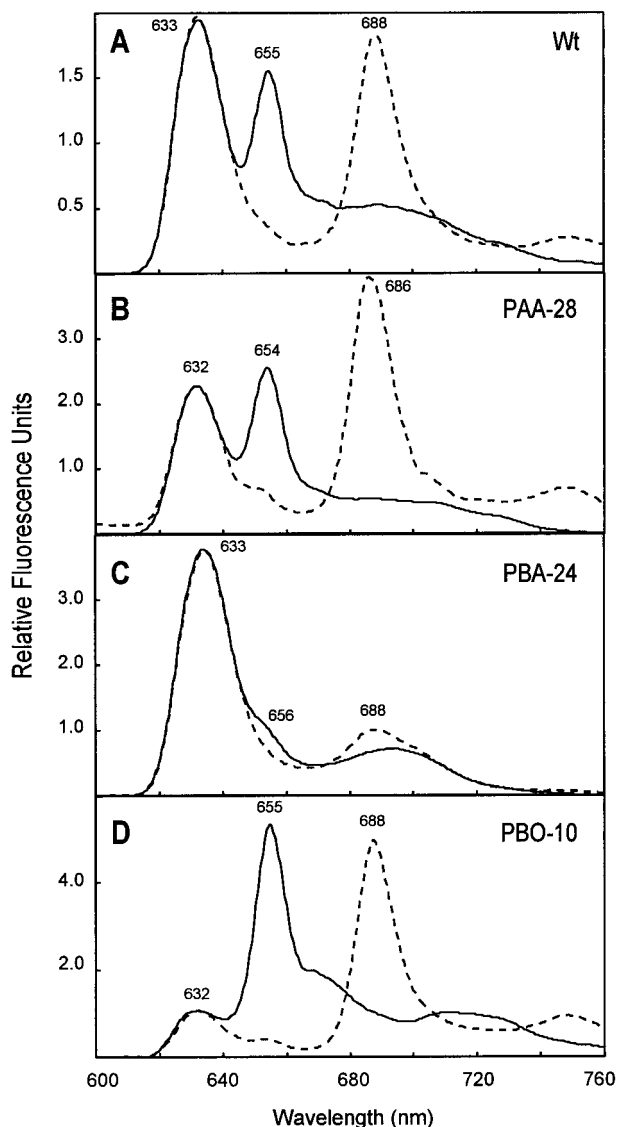 A
633
655
688
Wt
1.5
1.0
0.5
B
632
654
686
PAA-28
3.0
2.0
1.0
C
633
656
688
PBA-24
3.0
2.0
1.0
D
632
655
688
PBO-10
4.0
2.0
Relative Fluorescence Units
600 640 680 720 760
Wavelength (nm)